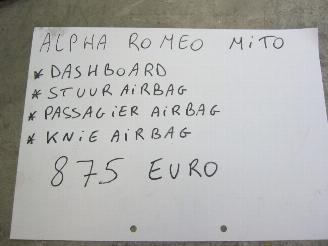 ALPHA ROMEO MiTO
* DASHBOARD
* STUUR AiRBAG
* PASSAGiER AiRBAG
* KNiE AiRBAG
875 EURO